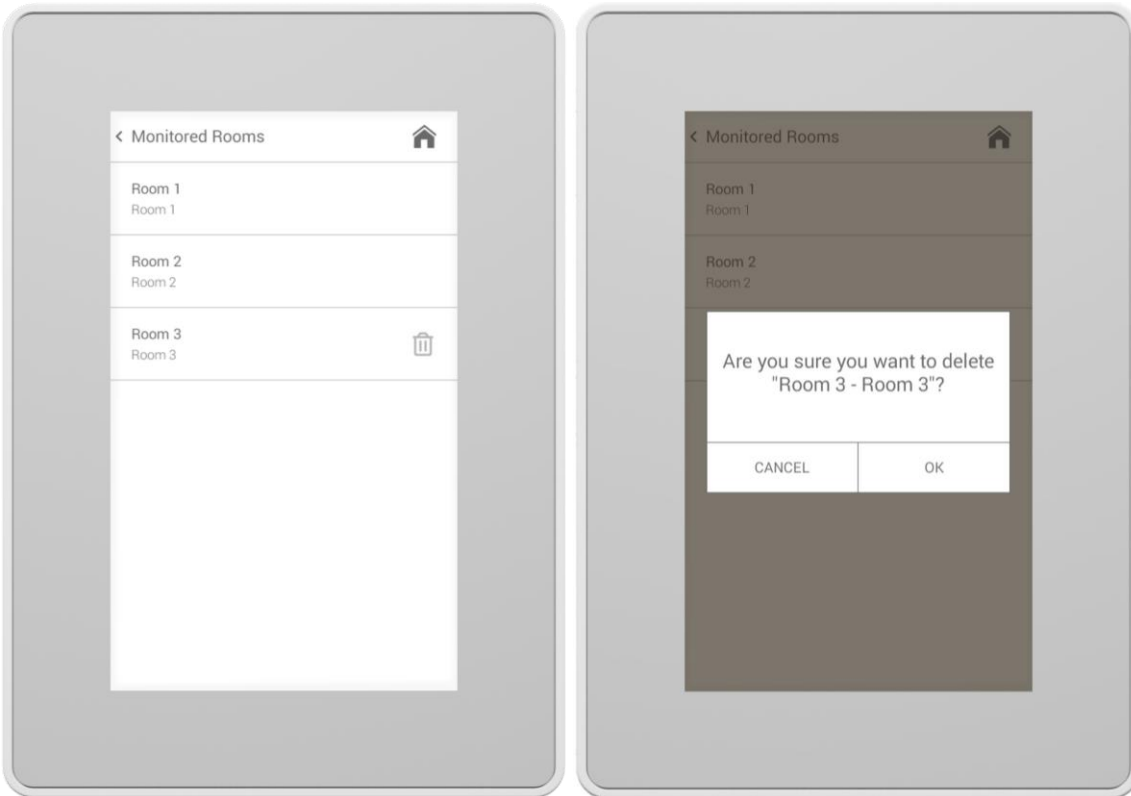 Monitored Rooms
Room 1
Room 1
Room 2
Room 2
Room 3
Room 3
Monitored Rooms
Room 1
Room 1
Room 2
Room 2
Are you sure you want to delete
"Room 3 - Room 3"?
CANCEL
OK